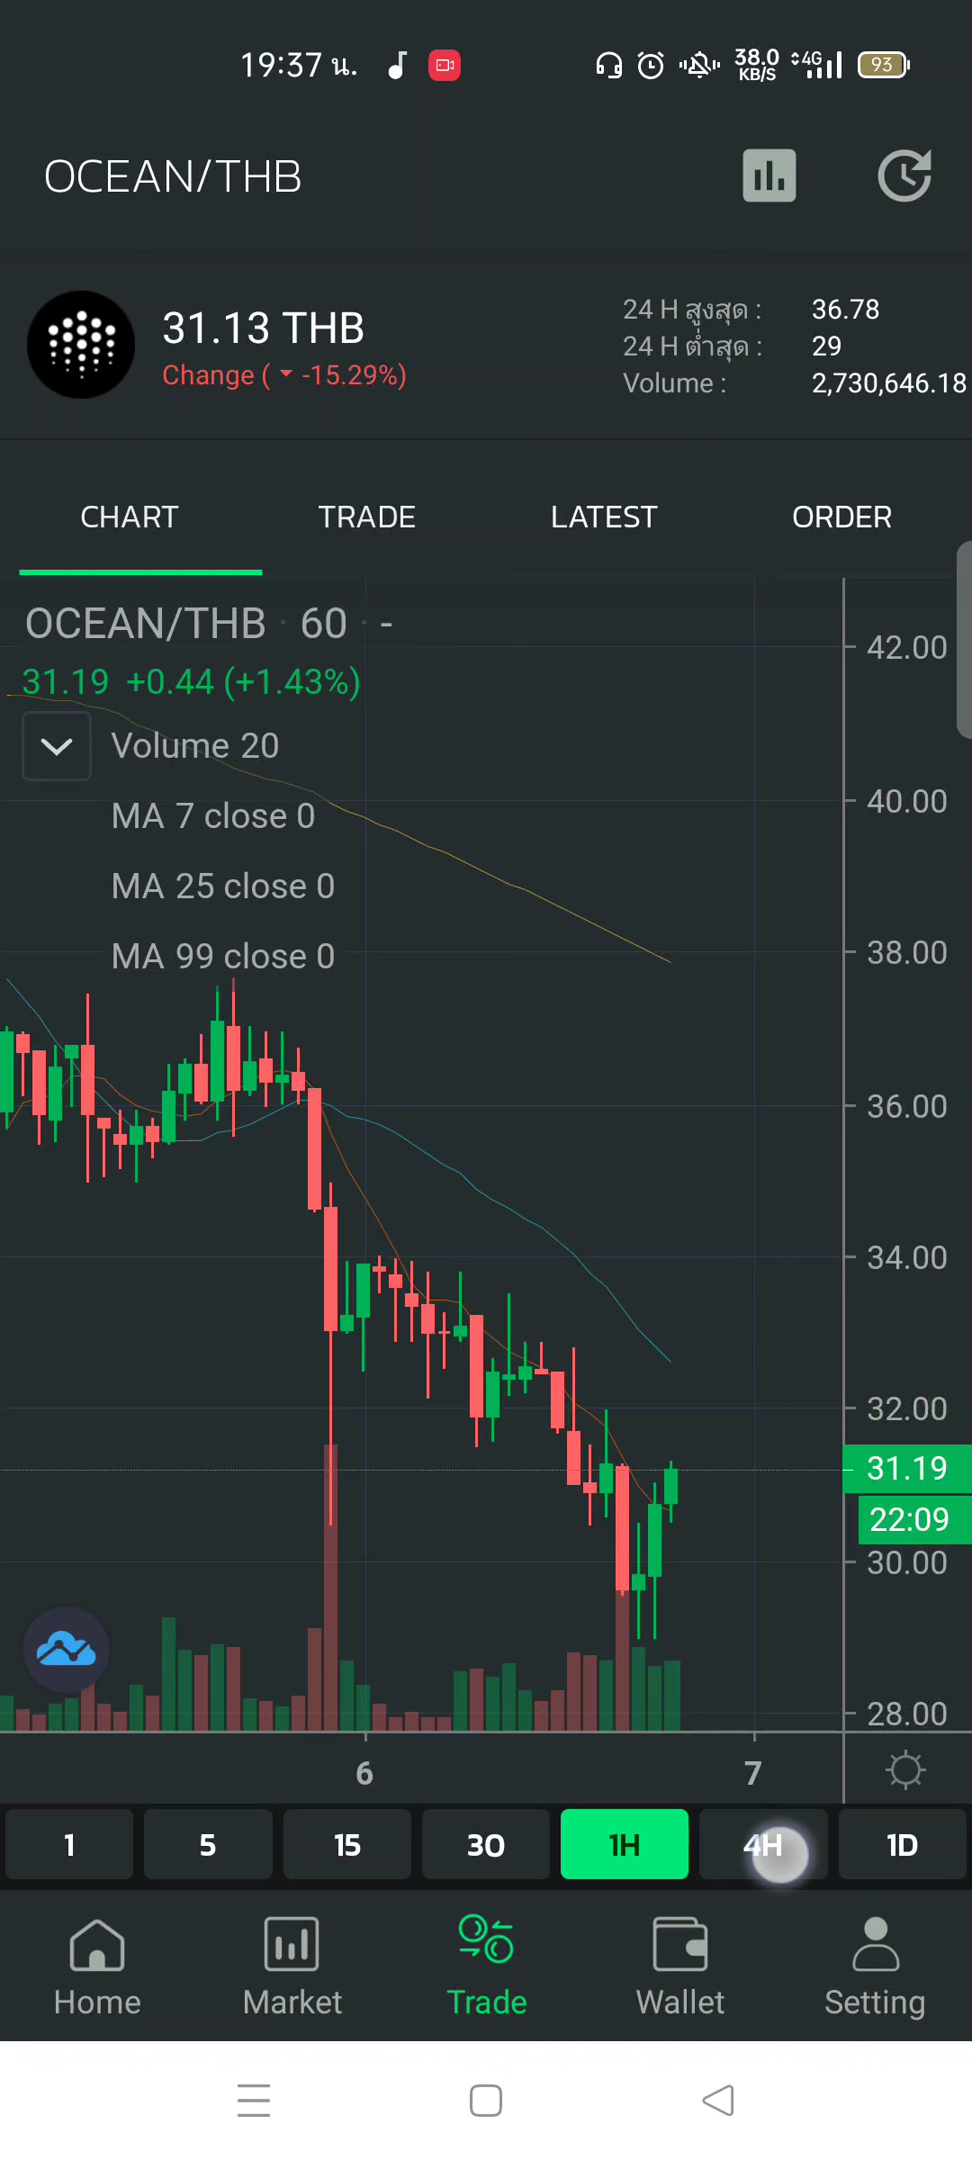 19:37 น.
38.0
KB/S
4G
93
OCEAN/THB
31.13 THB
Change ( -15.29%)
24 H สูงสุด : 36.78
24 H ต่ำสุด : 29
Volume : 2,730,646.18
CHART TRADE LATEST ORDER
OCEAN/THB · 60 · -
31.19 +0.44 (+1.43%)
Volume 20
MA 7 close 0
MA 25 close 0
MA 99 close 0
42.00
40.00
38.00
36.00
34.00
32.00
31.19
22:09
30.00
28.00
6 7
1 5 15 30 1H 4H 1D
Home Market Trade Wallet Setting